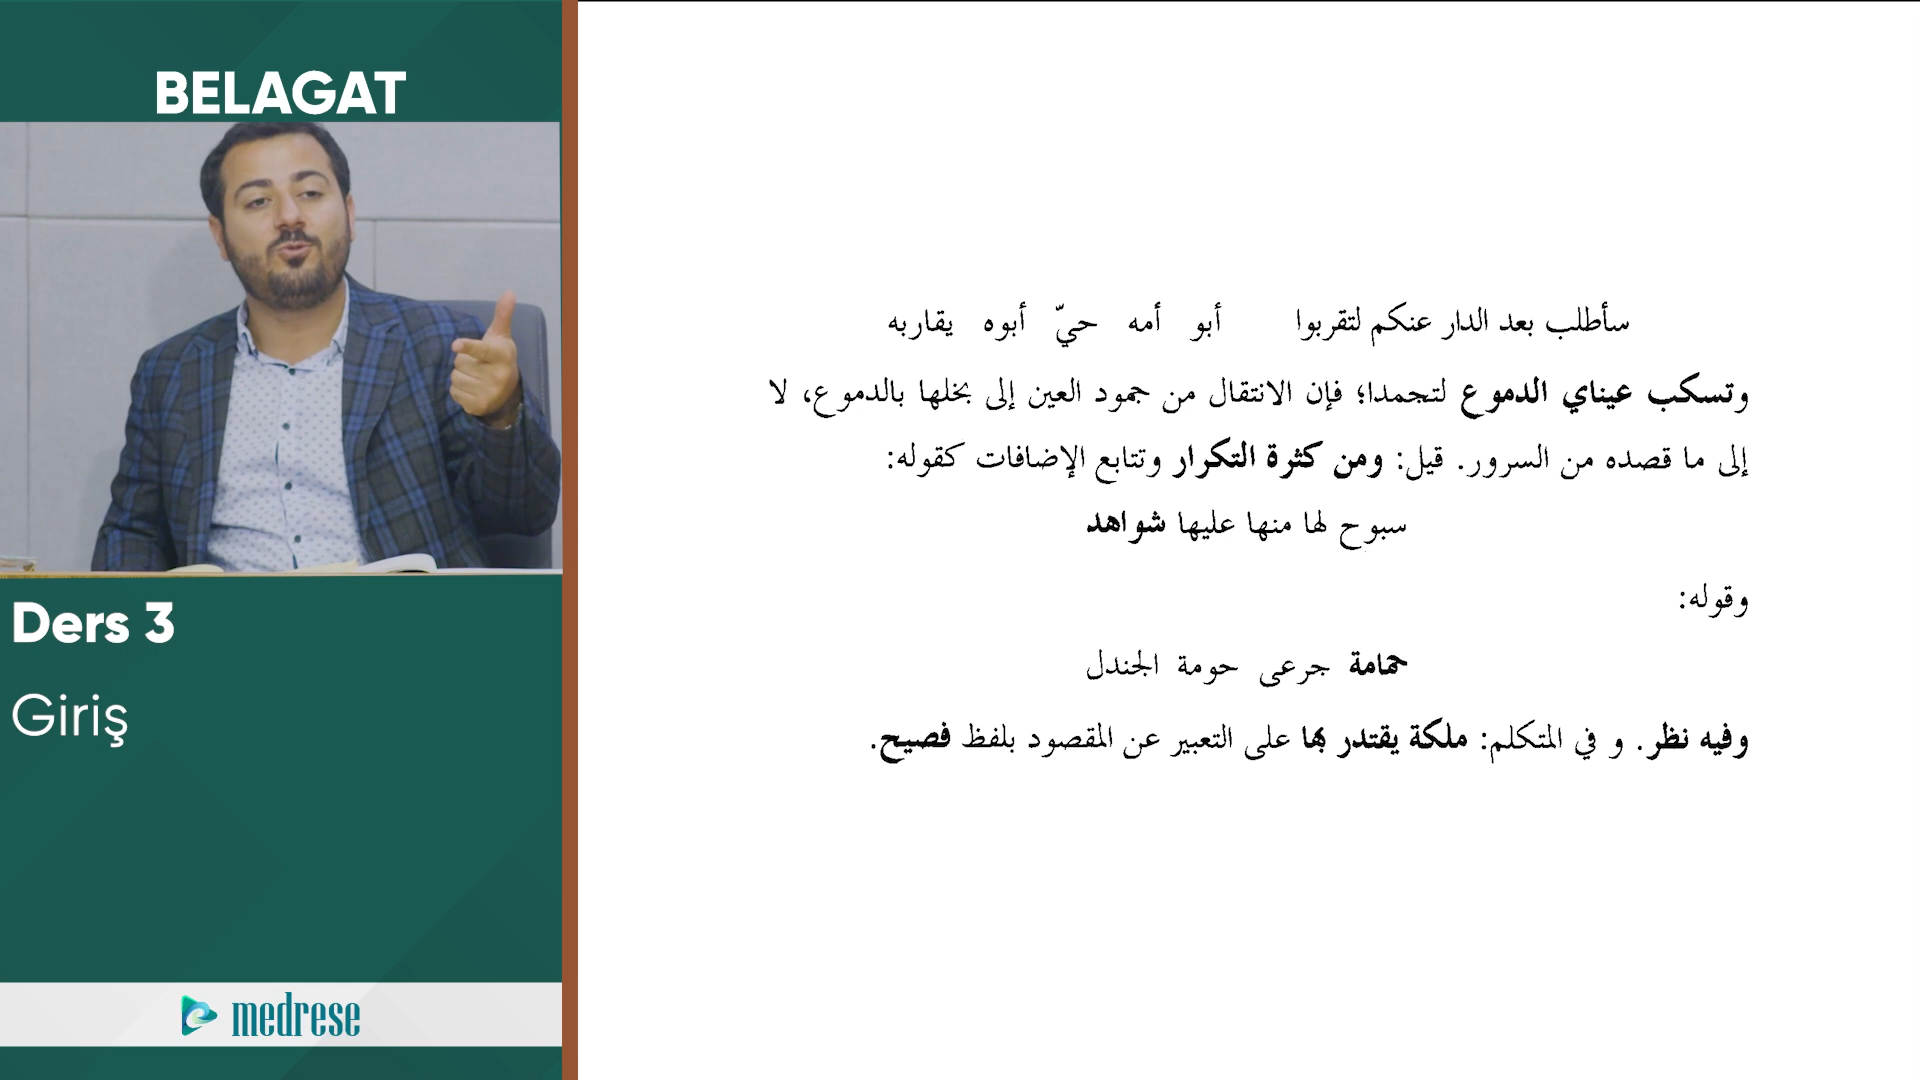 BELAGAT
Ders 3
Giriş
medrese
سأطلب بعد الدار عنكم لتقربوا أبو أمه حيّ أبوه يقاربه
وتسكب عيناي الدموع لتجمدا؛ فإن الانتقال من جمود العين إلى بخلها بالدموع، لا
إلى ما قصده من السرور. قيل: ومن كثرة التكرار وتتابع الإضافات كقوله:
سبوح لها منها عليها شواهد
وقوله:
حمامة جرعى حومة الجندل
وفيه نظر. و في المتكلم: ملكة يقتدر بها على التعبير عن المقصود بلفظ فصيح.